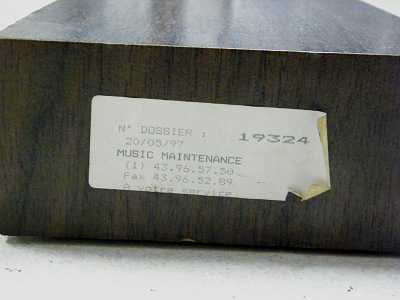 N° DOSSIER : 19324
20/05/97
MUSIC MAINTENANCE
(1) 43.96.57.50
Fax 43.96.52.89
A votre service